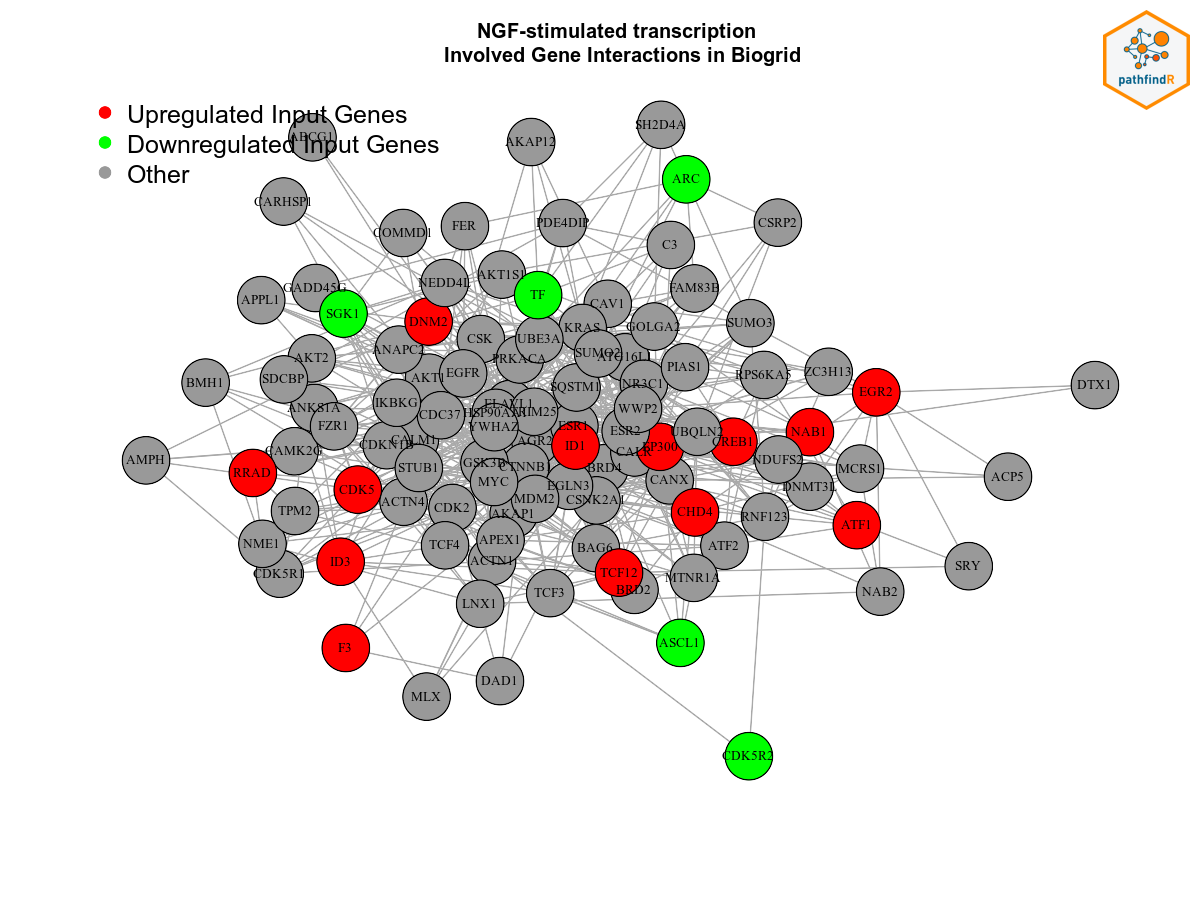 NGF-stimulated transcription
Involved Gene Interactions in Biogrid
pathfindR
Upregulated Input Genes
Downregulated Input Genes
Other
ABCG1
AKAP12
SH2D4A
ARC
CARHSP1
COMMD1
FER
PDE4DIP
C3
CSRP2
GADD45G
APPL1
SGK1
NEDD4L
AKT1S1
TF
CAV1
FAM83B
DNM2
CSK
UBE3A
KRAS
GOLGA2
SUMO3
AKT2
ANAPC2
PRKACA
SUMO2
ATG16L1
BMH1
SDCBP
AKT1
EGFR
SQSTM1
NR3C1
PIAS1
RPS6KA5
ZC3H13
EGR2
DTX1
ANKS1A
IKBKG
CDC37
ELAVL1
HSP90AB1
TRIM25
WWP2
FZR1
YWHAZ
ESR1
ESR2
UBQLN2
NAB1
CDKN1B
CALM1
AGR2
ID1
EP300
CREB1
AMPH
CAMK2G
STUB1
GSK3B
CTNNB1
BRD4
CALR
NDUFS2
MCRS1
RRAD
CDK5
MYC
EGLN3
CANX
DNMT3L
ACP5
ACTN4
CDK2
MDM2
CSNK2A1
TPM2
AKAP1
CHD4
RNF123
ATF1
NME1
TCF4
APEX1
BAG6
ATF2
CDK5R1
ID3
ACTN1
TCF12
MTNR1A
SRY
LNX1
TCF3
BRD2
NAB2
F3
ASCL1
MLX
DAD1
CDK5R2